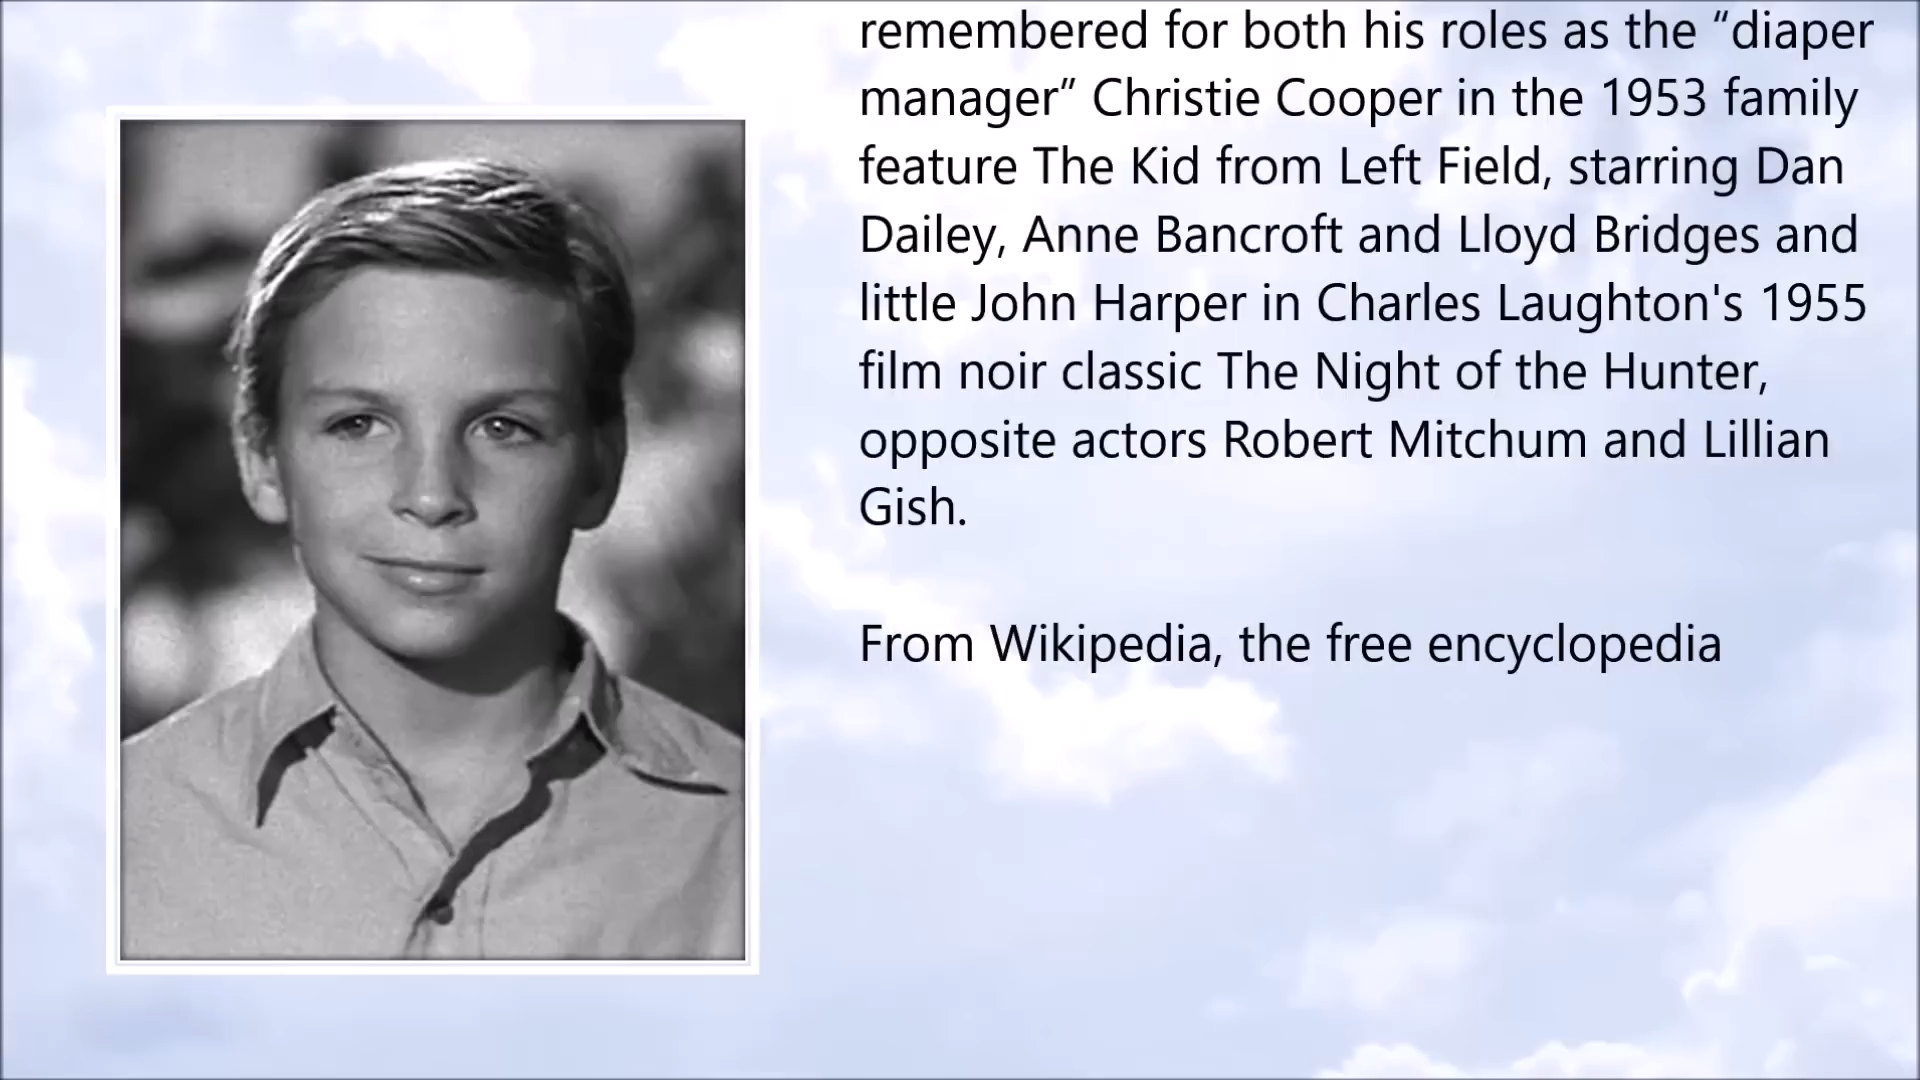 remembered for both his roles as the “diaper
manager” Christie Cooper in the 1953 family
feature The Kid from Left Field, starring Dan
Dailey, Anne Bancroft and Lloyd Bridges and
little John Harper in Charles Laughton's 1955
film noir classic The Night of the Hunter,
opposite actors Robert Mitchum and Lillian
Gish.
From Wikipedia, the free encyclopedia